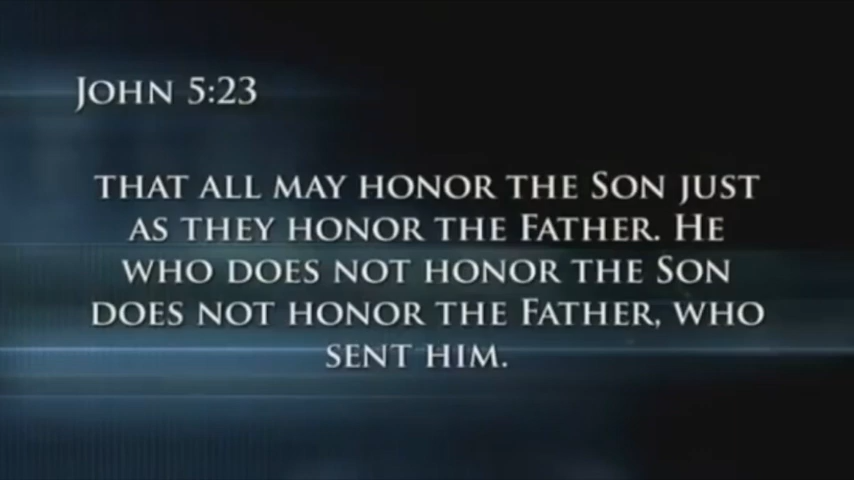 John 5:23
that all may honor the Son just
as they honor the Father. He
who does not honor the Son
does not honor the Father, who
sent him.